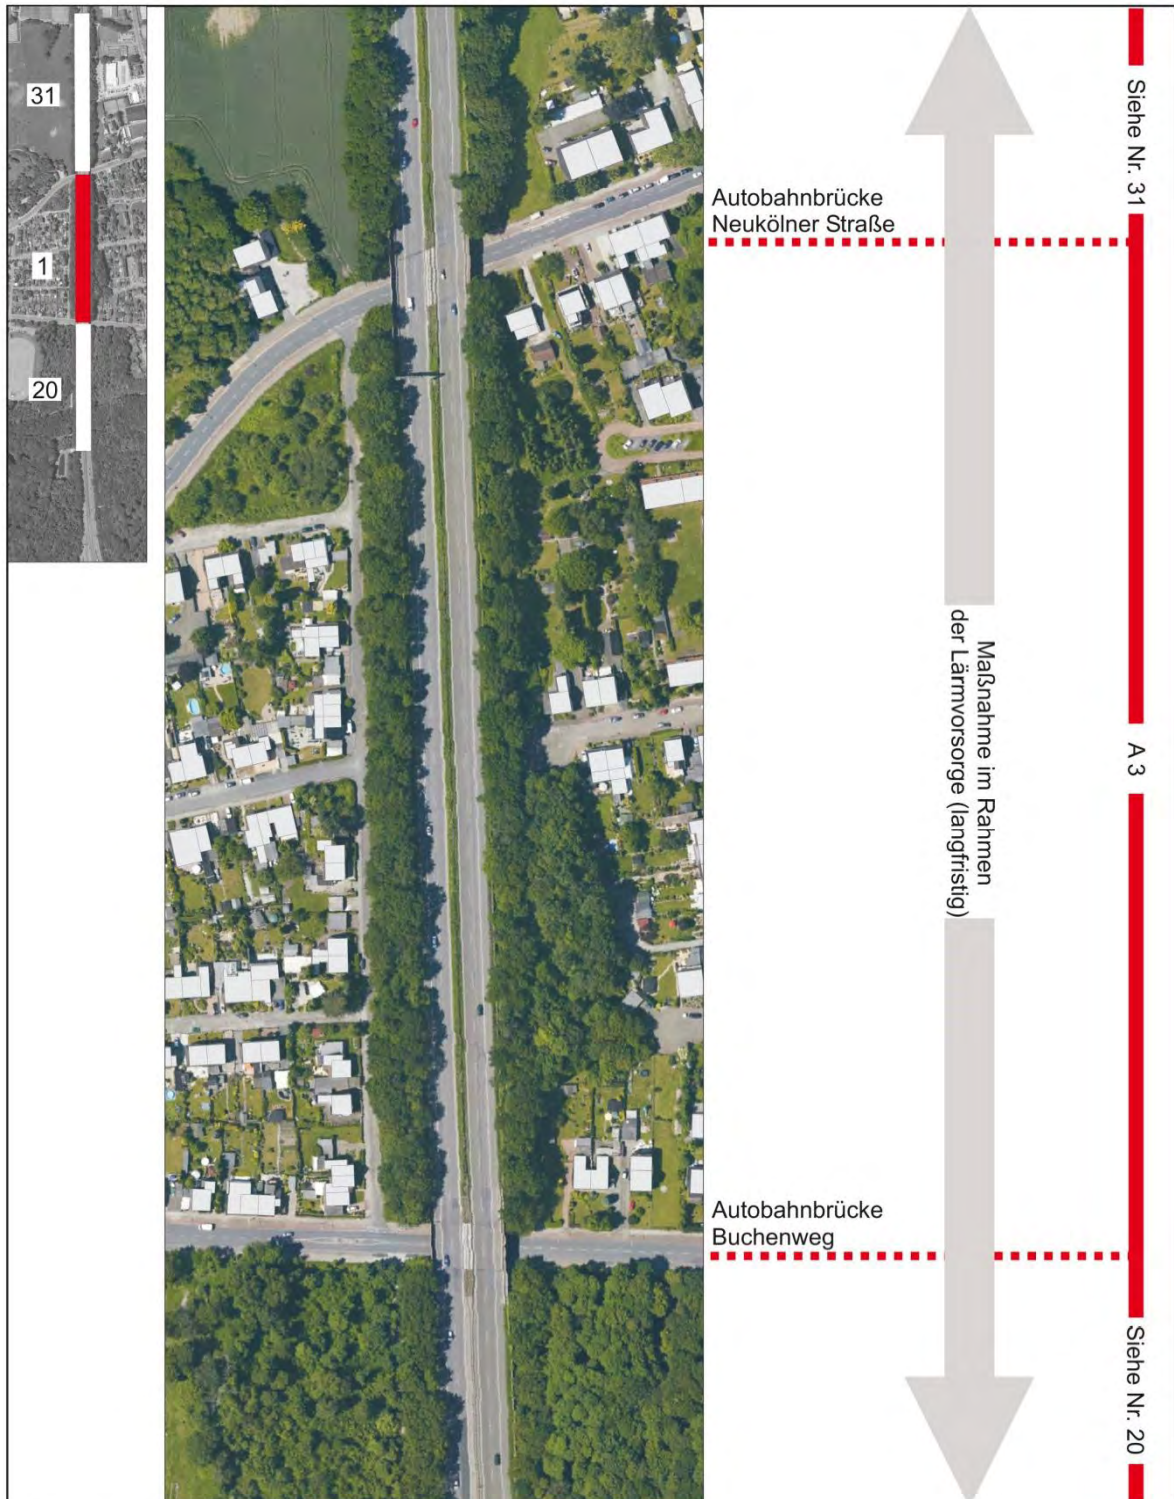 31
1
20
Autobahnbrücke
Neukölner Straße
Autobahnbrücke
Buchenweg
Maßnahme im Rahmen
der Lärmvorsorge (langfristig)
Siehe Nr. 31
A 3
Siehe Nr. 20